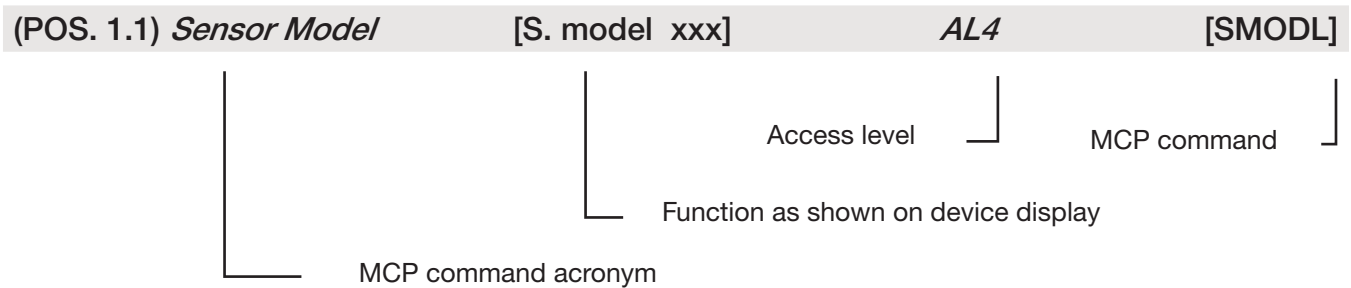 (POS. 1.1) Sensor Model [S. model xxx] AL4 [SMODL]
Access level MCP command
Function as shown on device display
MCP command acronym